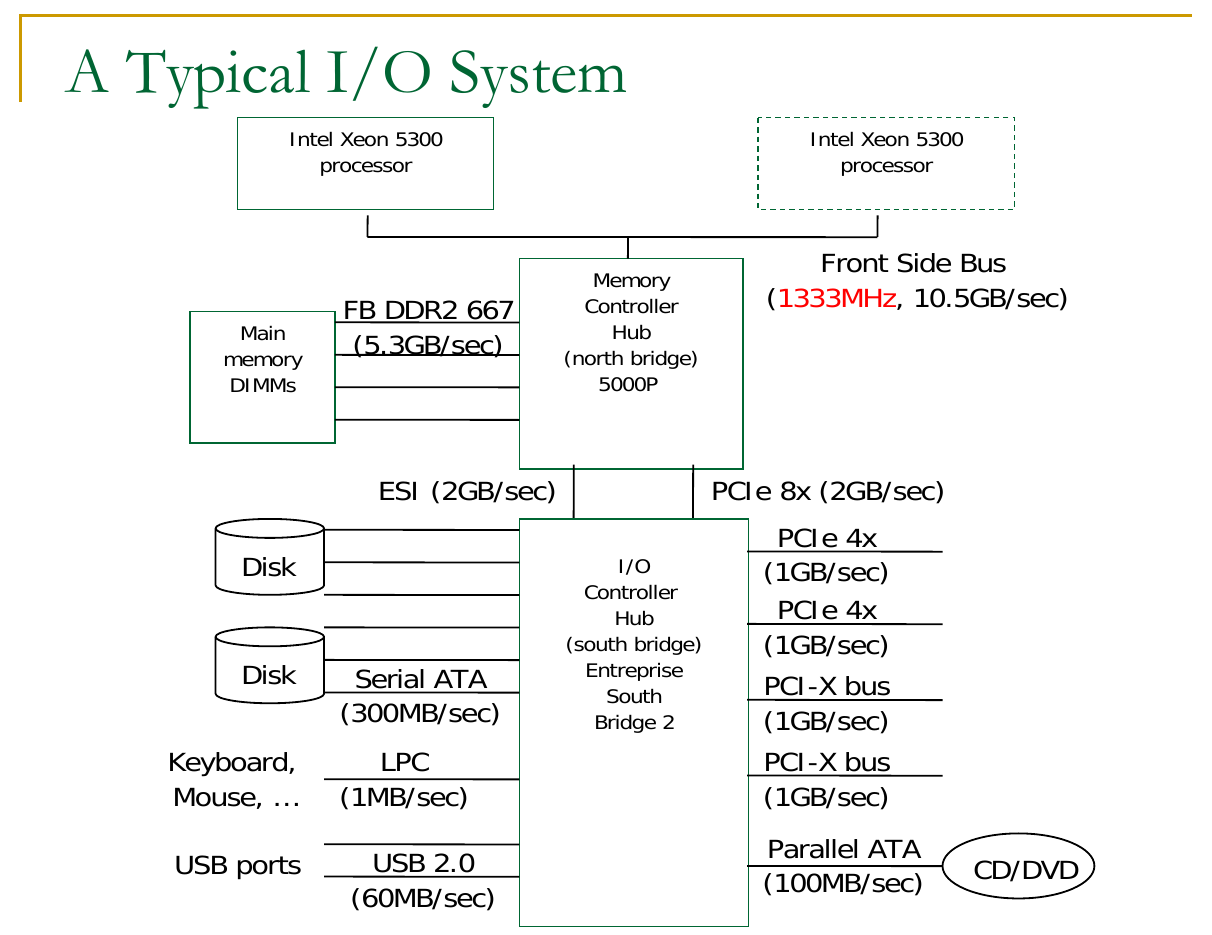 A Typical I/O System
Intel Xeon 5300
processor
Intel Xeon 5300
processor
Front Side Bus
(1333MHz, 10.5GB/sec)
Memory
Controller
Hub
(north bridge)
5000P
FB DDR2 667
(5.3GB/sec)
Main
memory
DIMMs
ESI (2GB/sec)
PCIe 8x (2GB/sec)
Disk
Disk
Serial ATA
(300MB/sec)
Keyboard,
Mouse, …
LPC
(1MB/sec)
USB ports
USB 2.0
(60MB/sec)
I/O
Controller
Hub
(south bridge)
Entreprise
South
Bridge 2
PCIe 4x
(1GB/sec)
PCIe 4x
(1GB/sec)
PCI-X bus
(1GB/sec)
PCI-X bus
(1GB/sec)
Parallel ATA
(100MB/sec)
CD/DVD